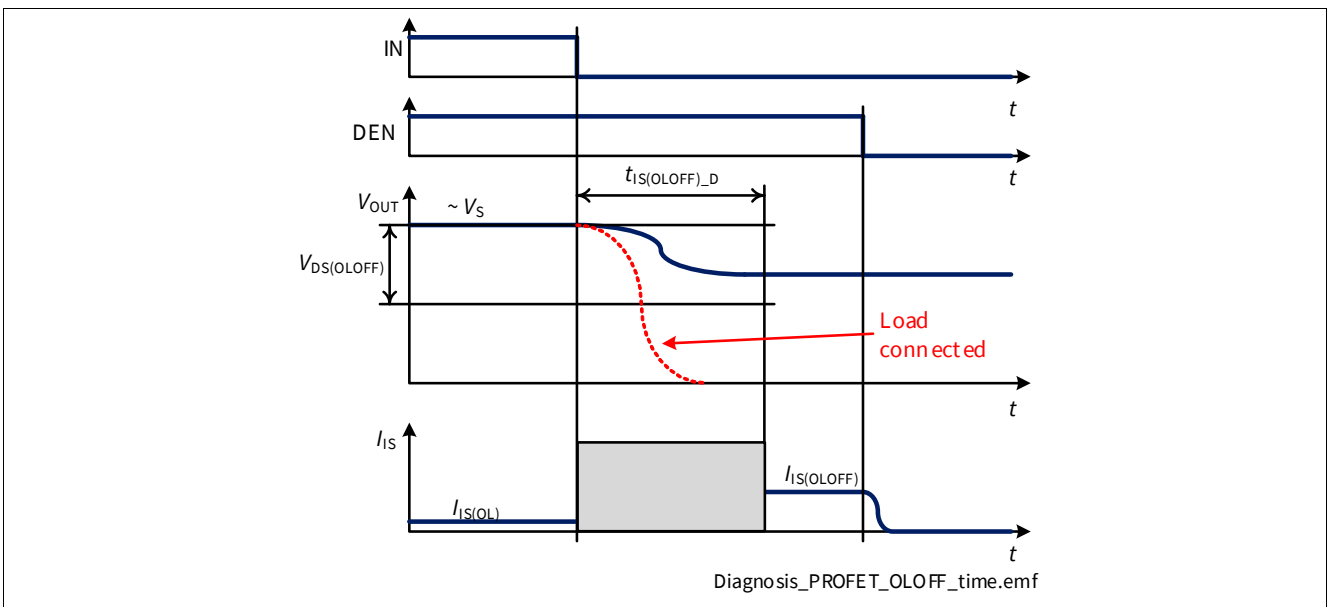 IN
t
DEN
t
tIS(OLOFF)_D
VOUT
~ VS
VDS(OLOFF)
Load
connected
t
IIS
IIS(OLOFF)
IIS(OL)
t
Diagnosis_PROFET_OLOFF_time.emf